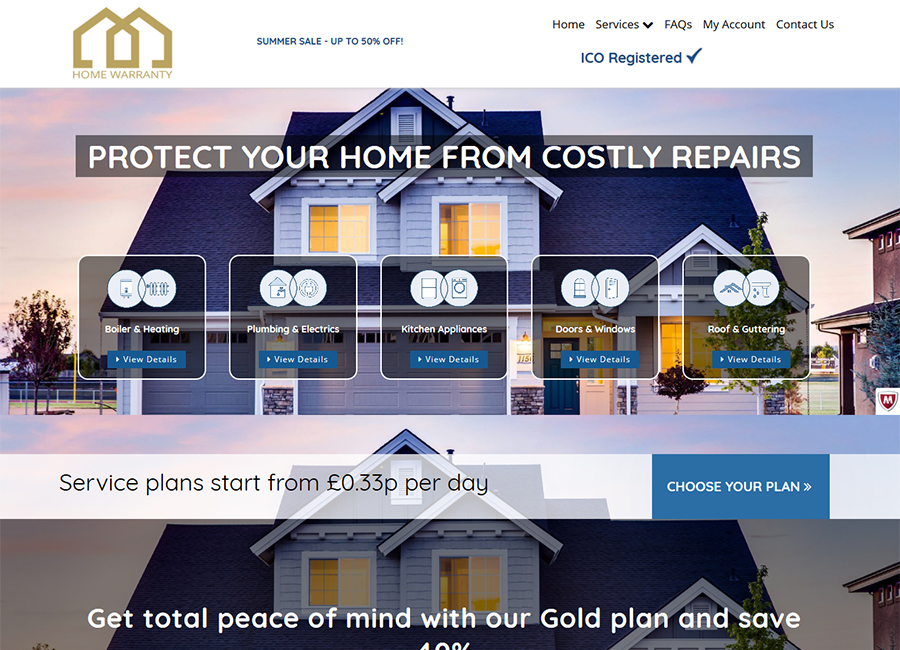 HOME WARRANTY
SUMMER SALE - UP TO 50% OFF!
Home Services FAQs My Account Contact Us
ICO Registered
PROTECT YOUR HOME FROM COSTLY REPAIRS
Boiler & Heating
View Details
Plumbing & Electrics
View Details
Kitchen Appliances
View Details
Doors & Windows
View Details
Roof & Guttering
View Details
Service plans start from £0.33p per day
CHOOSE YOUR PLAN »
Get total peace of mind with our Gold plan and save